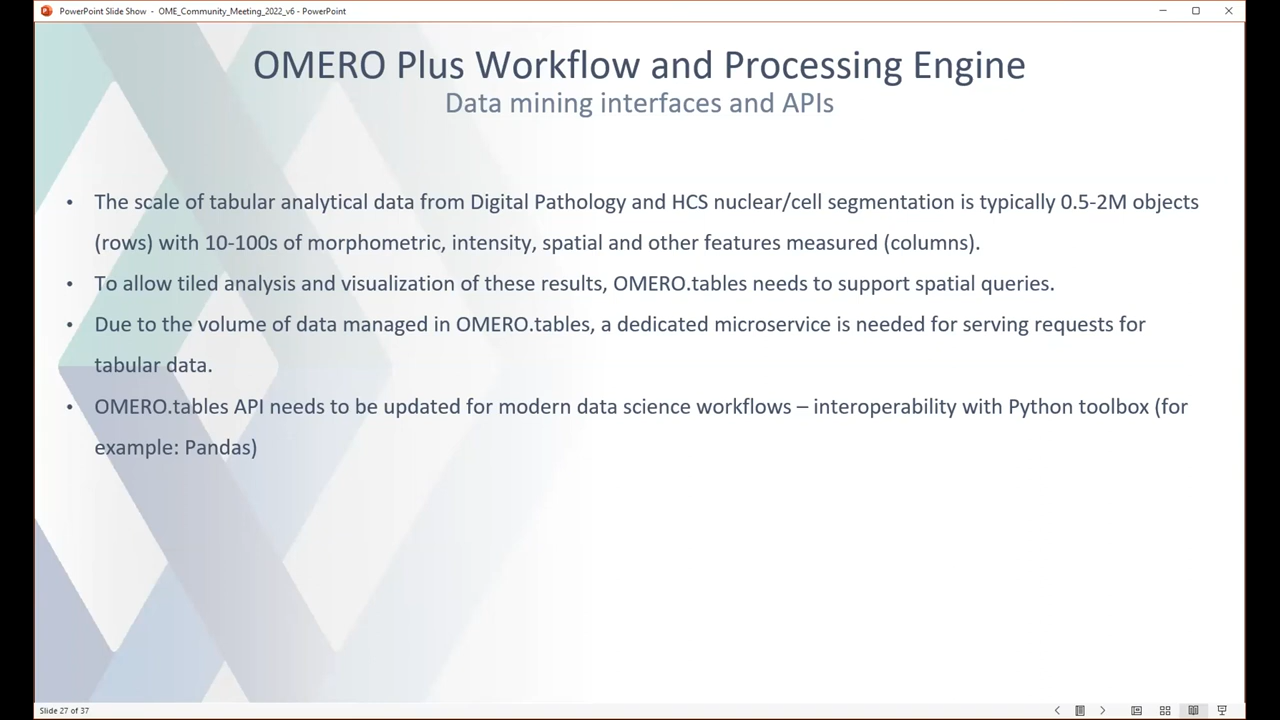 PowerPoint Slide Show - OME_Community_Meeting_2022_v6 - PowerPoint
OMERO Plus Workflow and Processing Engine
Data mining interfaces and APIs
• The scale of tabular analytical data from Digital Pathology and HCS nuclear/cell segmentation is typically 0.5-2M objects
(rows) with 10-100s of morphometric, intensity, spatial and other features measured (columns).
• To allow tiled analysis and visualization of these results, OMERO.tables needs to support spatial queries.
• Due to the volume of data managed in OMERO.tables, a dedicated microservice is needed for serving requests for
tabular data.
• OMERO.tables API needs to be updated for modern data science workflows – interoperability with Python toolbox (for
example: Pandas)
Slide 27 of 37